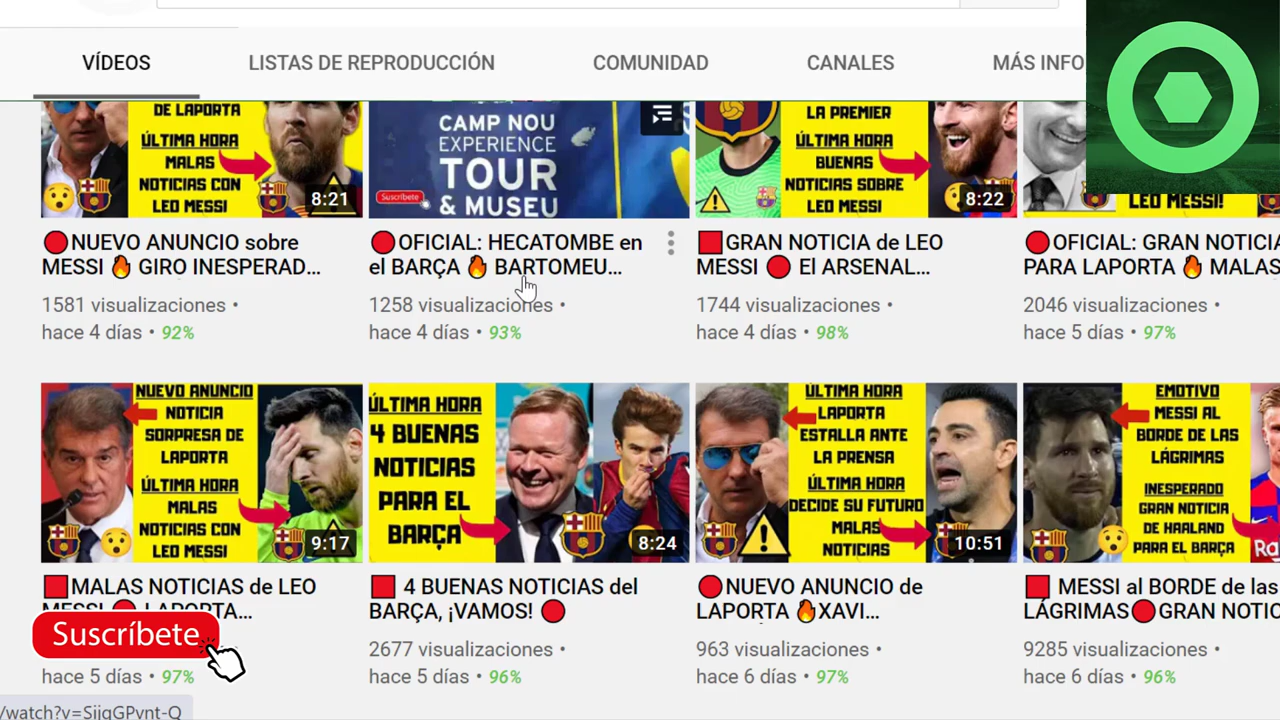 VÍDEOS
LISTAS DE REPRODUCCIÓN
COMUNIDAD
CANALES
MÁS INFO
DE LAPORTA
ÚLTIMA HORA
MALAS
NOTICIAS CON
LEO MESSI
8:21
CAMP NOU
EXPERIENCE
TOUR
& MUSEU
Suscríbete
LA PREMIER
ÚLTIMA HORA
BUENAS
NOTICIAS SOBRE
LEO MESSI
8:22
LEO MESSI!
🔴NUEVO ANUNCIO sobre
MESSI 🔥 GIRO INESPERAD...
1581 visualizaciones •
hace 4 días • 92%
🔴OFICIAL: HECATOMBE en
el BARÇA 🔥 BARTOMEU...
1258 visualizaciones •
hace 4 días • 93%
🟥GRAN NOTICIA de LEO
MESSI 🔴 El ARSENAL...
1744 visualizaciones •
hace 4 días • 98%
🔴OFICIAL: GRAN NOTICIA
PARA LAPORTA 🔥 MALAS
2046 visualizaciones •
hace 5 días • 97%
NUEVO ANUNCIO
NOTICIA
SORPRESA DE
LAPORTA
ÚLTIMA HORA
MALAS
NOTICIAS CON
LEO MESSI
9:17
ÚLTIMA HORA
4 BUENAS
NOTICIAS
PARA EL
BARÇA
8:24
ÚLTIMA HORA
LAPORTA
ESTALLA ANTE
LA PRENSA
ÚLTIMA HORA
DECIDE SU FUTURO
MALAS
NOTICIAS
10:51
EMOTIVO
MESSI AL
BORDE DE LAS
LÁGRIMAS
INESPERADO
GRAN NOTICIA
DE HAALAND
PARA EL BARÇA
Ra
🟥MALAS NOTICIAS de LEO
MESSI 🔴 LAPORTA...
hace 5 días • 97%
🟥 4 BUENAS NOTICIAS del
BARÇA, ¡VAMOS! 🔴
2677 visualizaciones •
hace 5 días • 96%
🔴NUEVO ANUNCIO de
LAPORTA 🔥XAVI...
963 visualizaciones •
hace 6 días • 97%
🟥 MESSI al BORDE de las
LÁGRIMAS🔴GRAN NOTIC
9285 visualizaciones •
hace 6 días • 96%
Suscríbete